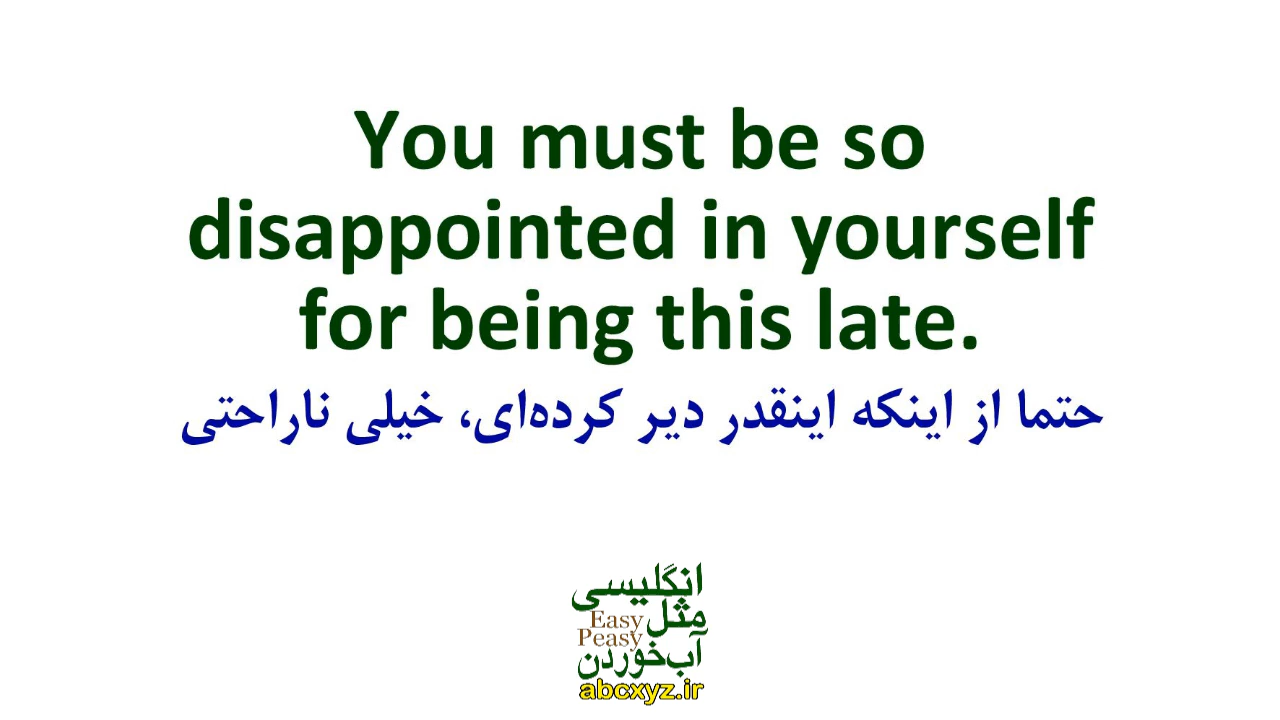 You must be so
disappointed in yourself
for being this late.
حتما از اینکه اینقدر دیر کرده‌ای، خیلی ناراحتی
انگلیسی
مثل
Easy
Peasy
آب‌خوردن
abcxyz.ir